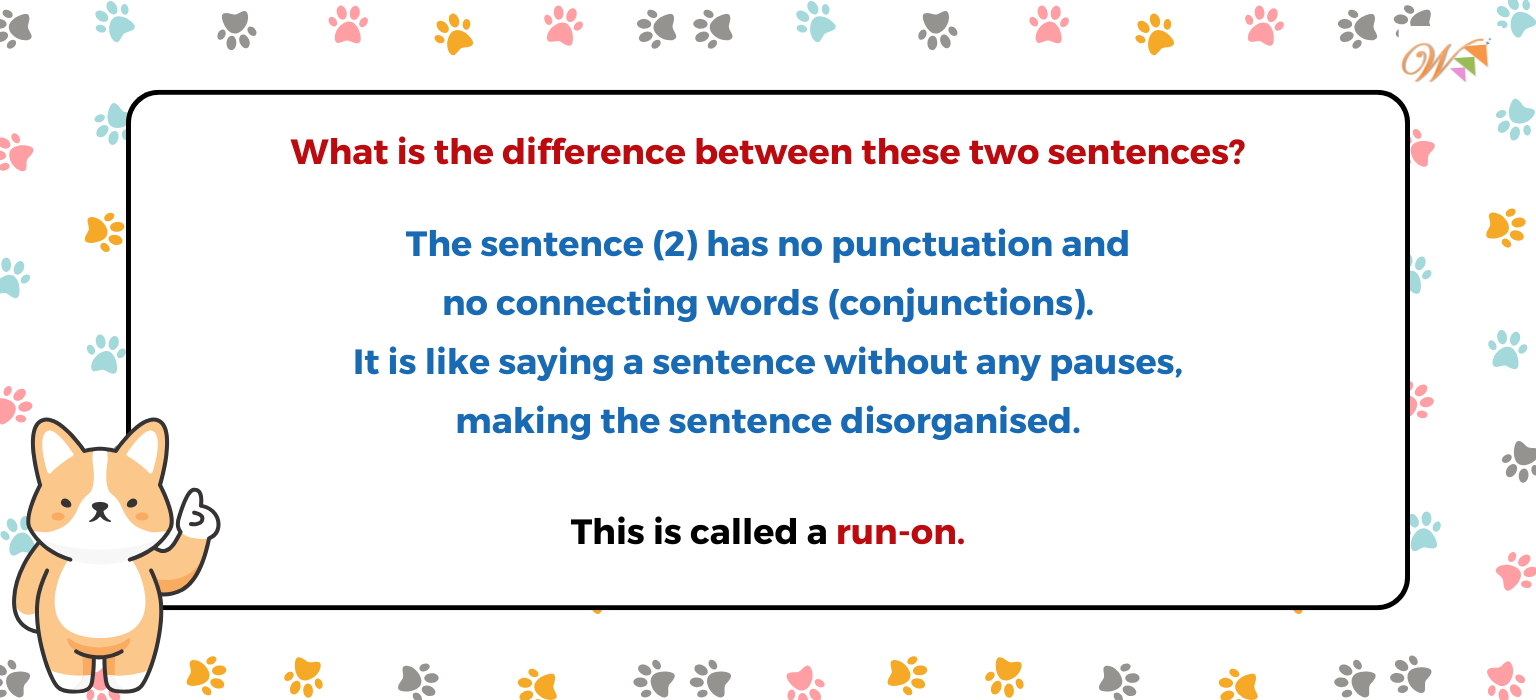 W
What is the difference between these two sentences?
The sentence (2) has no punctuation and
no connecting words (conjunctions).
It is like saying a sentence without any pauses,
making the sentence disorganised.
This is called a run-on.